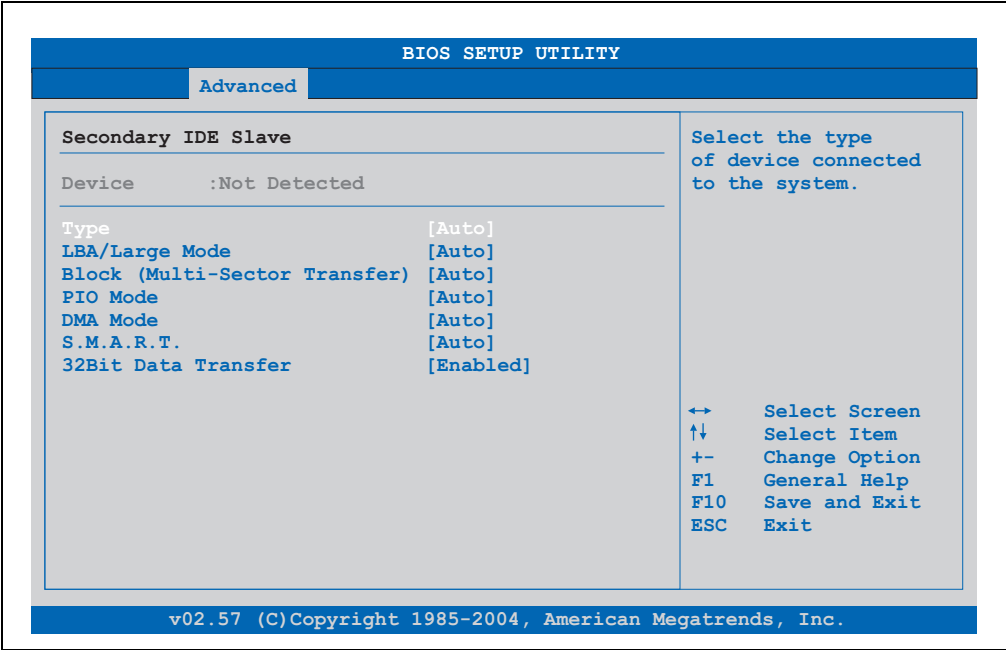 BIOS SETUP UTILITY
Advanced
Secondary IDE Slave
Device :Not Detected
Type [Auto]
LBA/Large Mode [Auto]
Block (Multi-Sector Transfer) [Auto]
PIO Mode [Auto]
DMA Mode [Auto]
S.M.A.R.T. [Auto]
32Bit Data Transfer [Enabled]
Select the type
of device connected
to the system.
↔ Select Screen
↑↓ Select Item
+- Change Option
F1 General Help
F10 Save and Exit
ESC Exit
v02.57 (C)Copyright 1985-2004, American Megatrends, Inc.